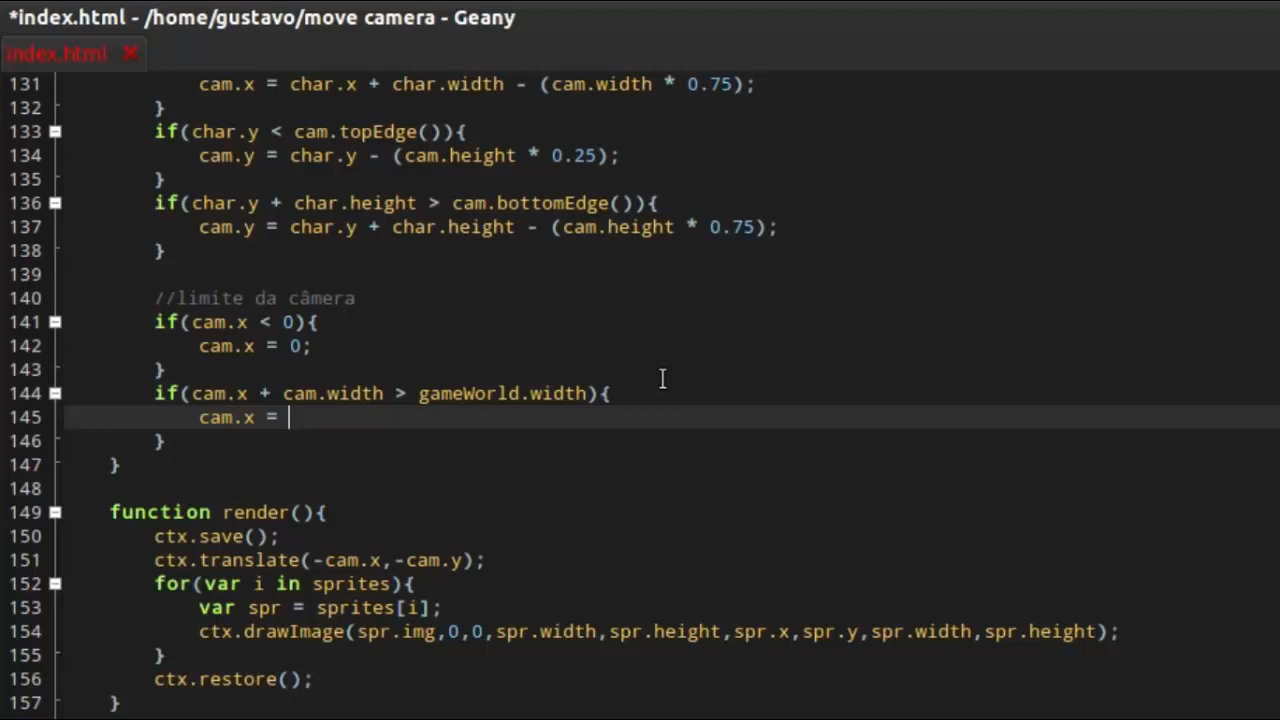 *index.html - /home/gustavo/move camera - Geany
index.html
131 cam.x = char.x + char.width - (cam.width * 0.75);
132 }
133 if(char.y < cam.topEdge()){
134 cam.y = char.y - (cam.height * 0.25);
135 }
136 if(char.y + char.height > cam.bottomEdge()){
137 cam.y = char.y + char.height - (cam.height * 0.75);
138 }
139
140 //limite da câmera
141 if(cam.x < 0){
142 cam.x = 0;
143 }
144 if(cam.x + cam.width > gameWorld.width){
145 cam.x =
146 }
147 }
148
149 function render(){
150 ctx.save();
151 ctx.translate(-cam.x,-cam.y);
152 for(var i in sprites){
153 var spr = sprites[i];
154 ctx.drawImage(spr.img,0,0,spr.width,spr.height,spr.x,spr.y,spr.width,spr.height);
155 }
156 ctx.restore();
157 }